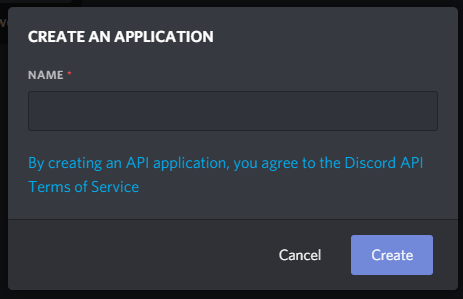 CREATE AN APPLICATION
NAME *
By creating an API application, you agree to the Discord API
Terms of Service
Cancel Create